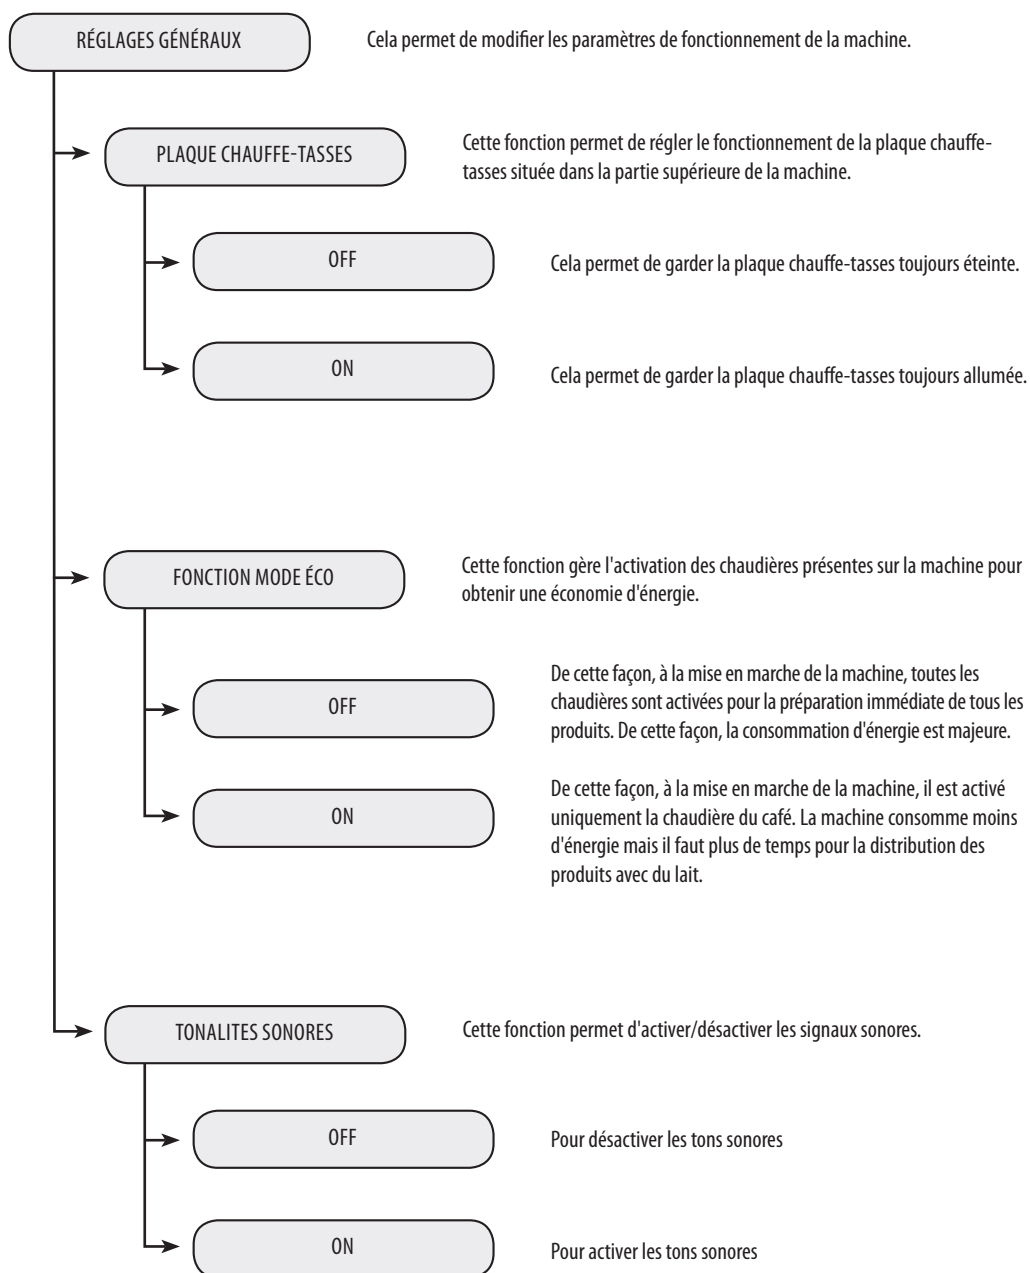 RÉGLAGES GÉNÉRAUX
Cela permet de modifier les paramètres de fonctionnement de la machine.
PLAQUE CHAUFFE-TASSES
Cette fonction permet de régler le fonctionnement de la plaque chauffe-
tasses située dans la partie supérieure de la machine.
OFF
Cela permet de garder la plaque chauffe-tasses toujours éteinte.
ON
Cela permet de garder la plaque chauffe-tasses toujours allumée.
FONCTION MODE ÉCO
Cette fonction gère l'activation des chaudières présentes sur la machine pour
obtenir une économie d'énergie.
OFF
De cette façon, à la mise en marche de la machine, toutes les
chaudières sont activées pour la préparation immédiate de tous les
produits. De cette façon, la consommation d'énergie est majeure.
ON
De cette façon, à la mise en marche de la machine, il est activé
uniquement la chaudière du café. La machine consomme moins
d'énergie mais il faut plus de temps pour la distribution des
produits avec du lait.
TONALITES SONORES
Cette fonction permet d'activer/désactiver les signaux sonores.
OFF
Pour désactiver les tons sonores
ON
Pour activer les tons sonores